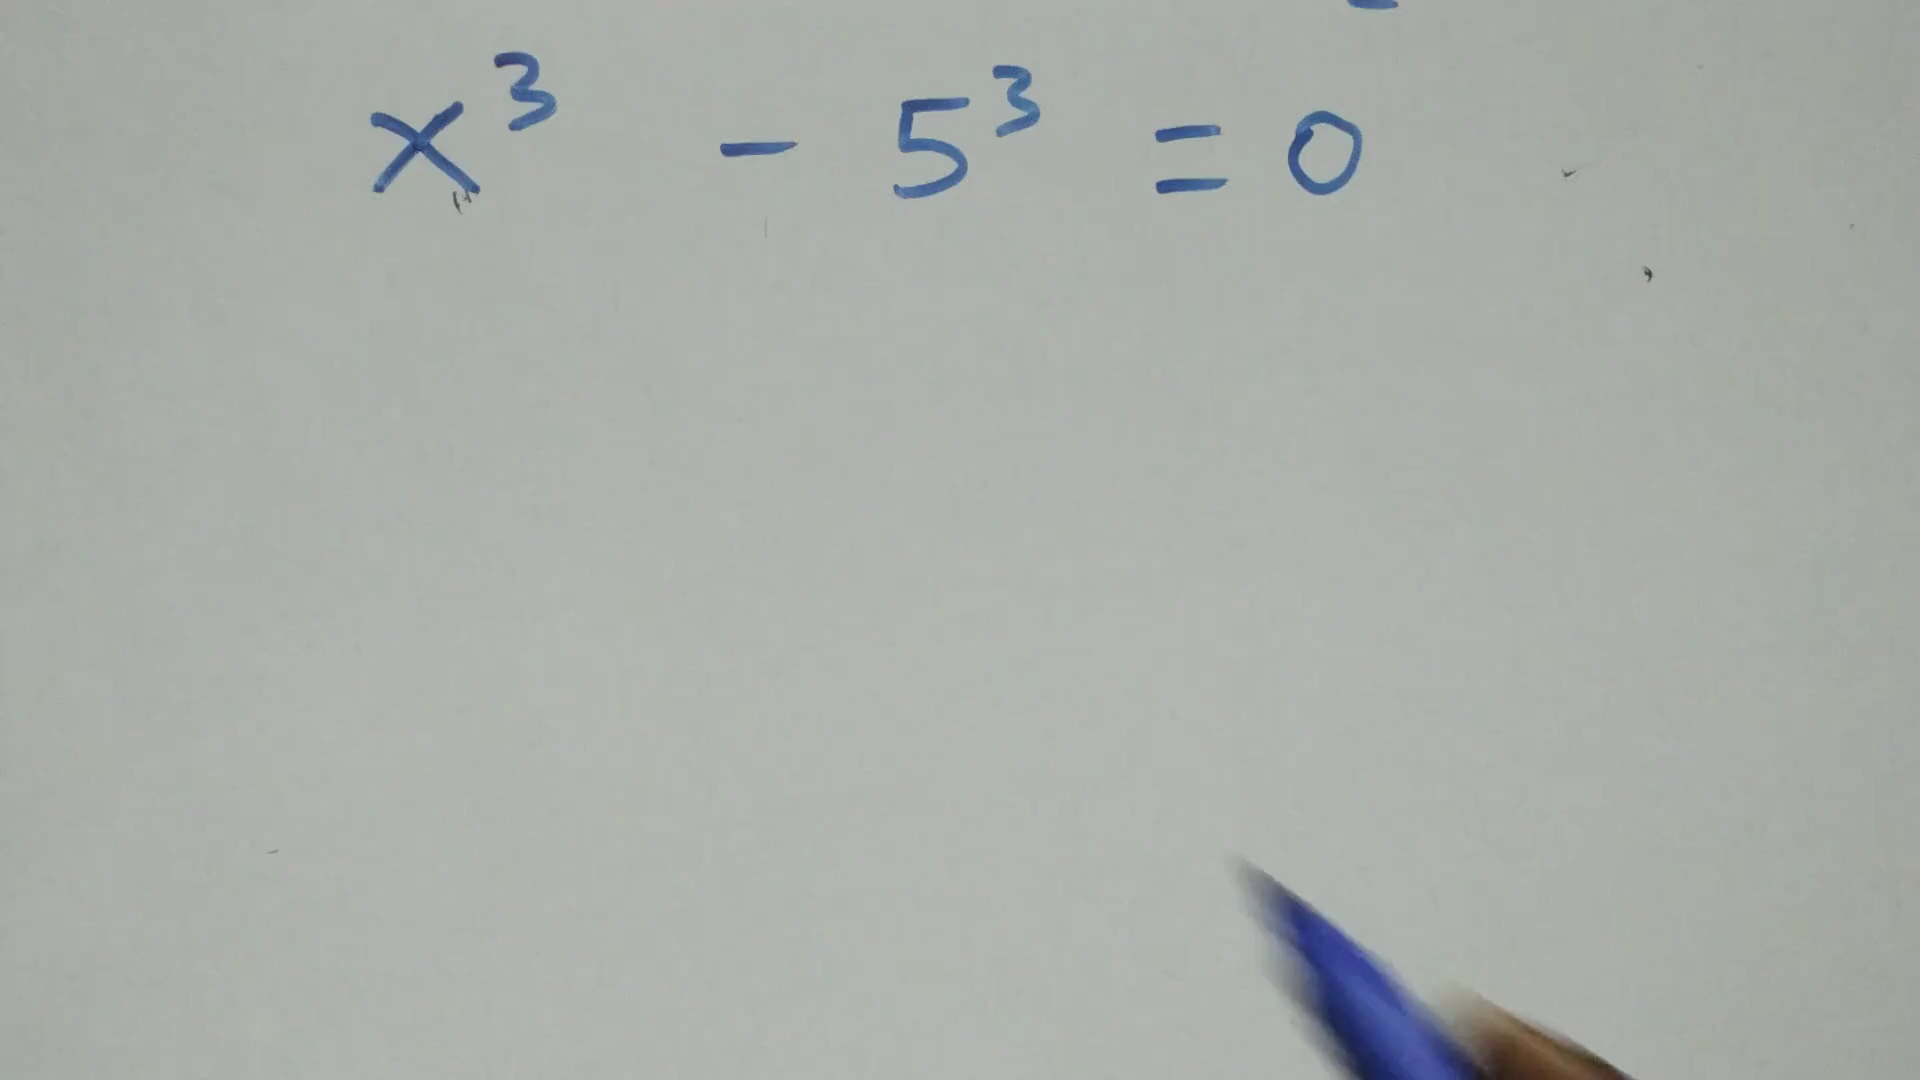 x³ - 5³ = 0